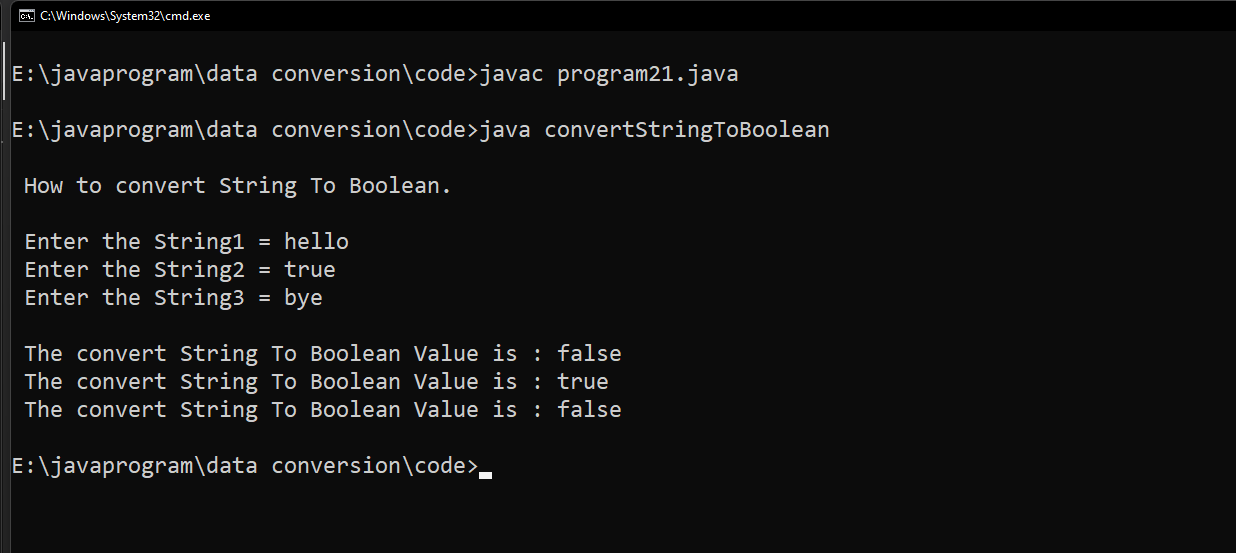 C:\Windows\System32\cmd.exe
E:\javaprogram\data conversion\code>javac program21.java
E:\javaprogram\data conversion\code>java convertStringToBoolean
How to convert String To Boolean.
Enter the String1 = hello
Enter the String2 = true
Enter the String3 = bye
The convert String To Boolean Value is : false
The convert String To Boolean Value is : true
The convert String To Boolean Value is : false
E:\javaprogram\data conversion\code>